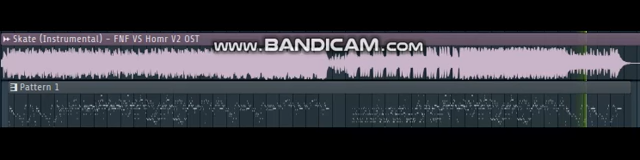 Skate (Instrumental) - FNF VS Homr V2 OST
www.BANDICAM.com
Pattern 1